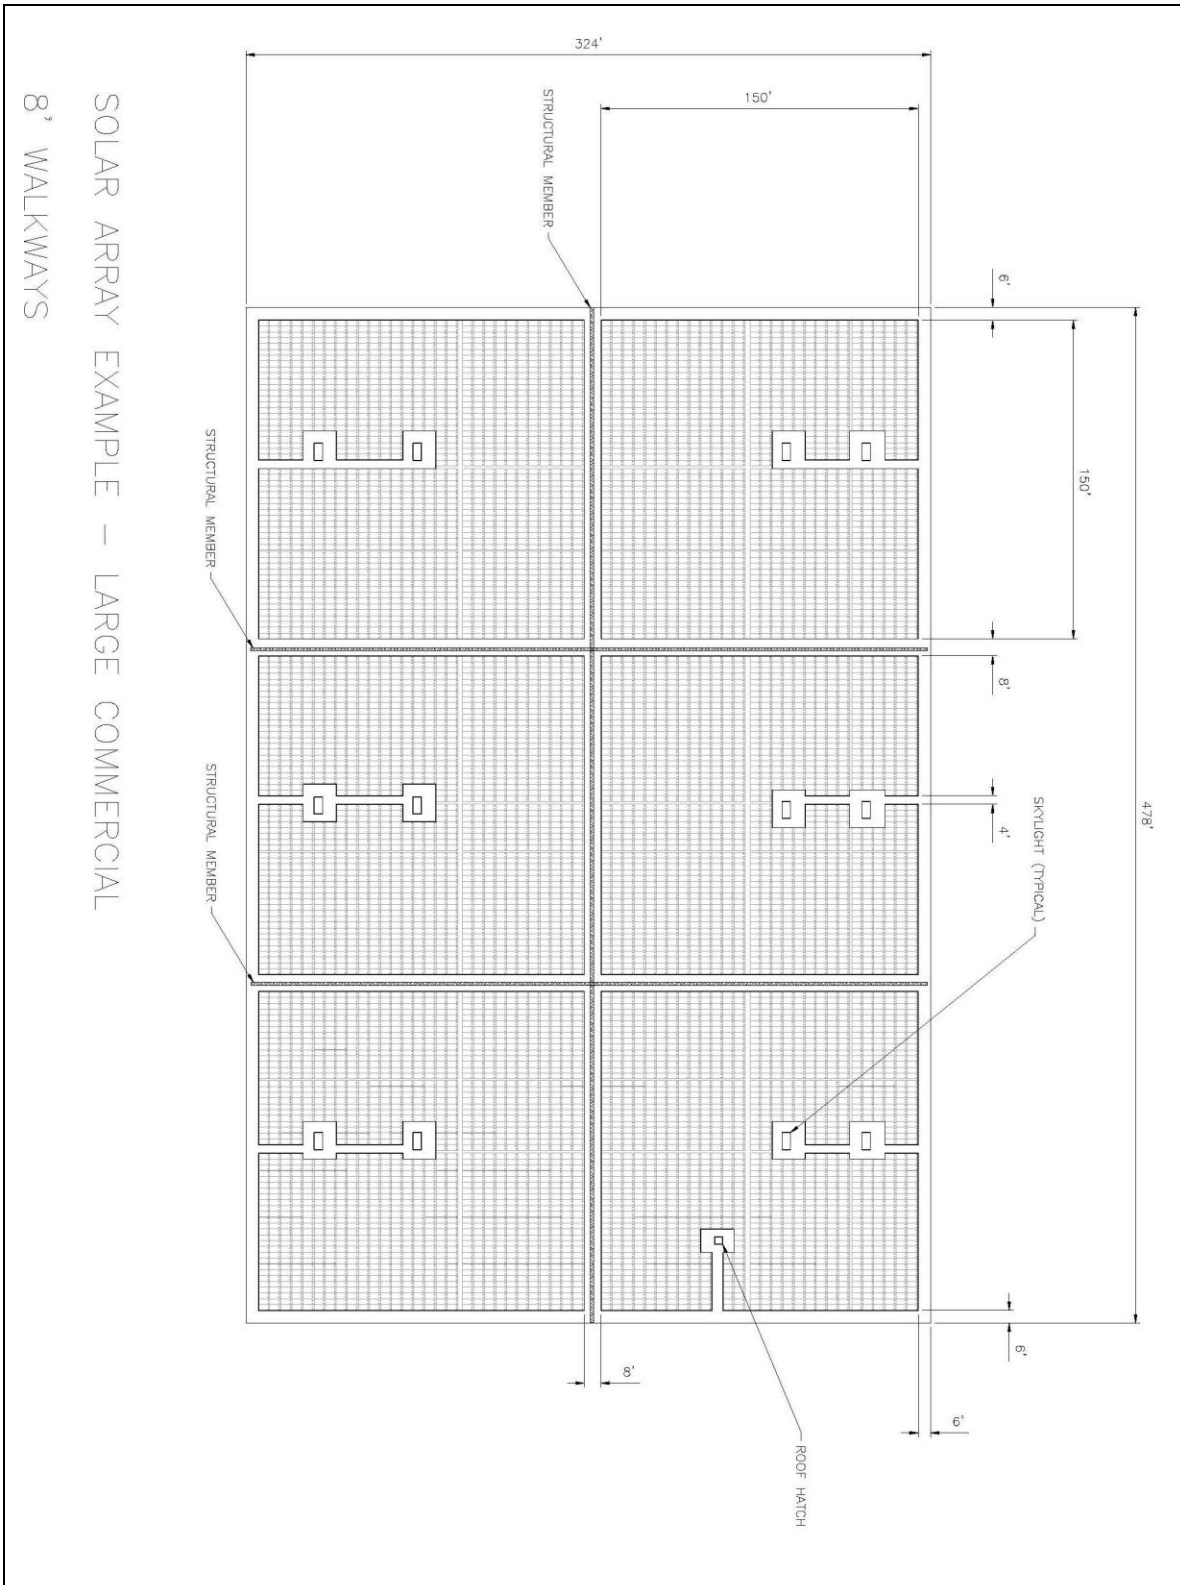 324'
150'
STRUCTURAL MEMBER
6'
150'
478'
STRUCTURAL MEMBER
8'
4'
SKYLIGHT (TYPICAL)
STRUCTURAL MEMBER
6'
8'
6'
ROOF HATCH
SOLAR ARRAY EXAMPLE – LARGE COMMERCIAL
8' WALKWAYS